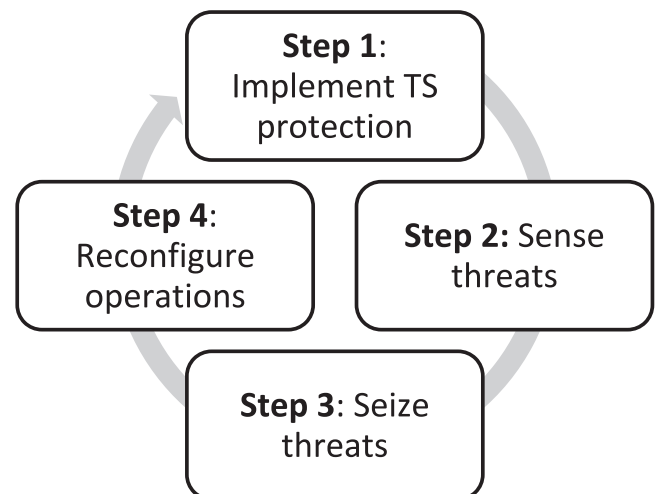 Step 1:
Implement TS
protection
Step 2: Sense
threats
Step 3: Seize
threats
Step 4:
Reconfigure
operations